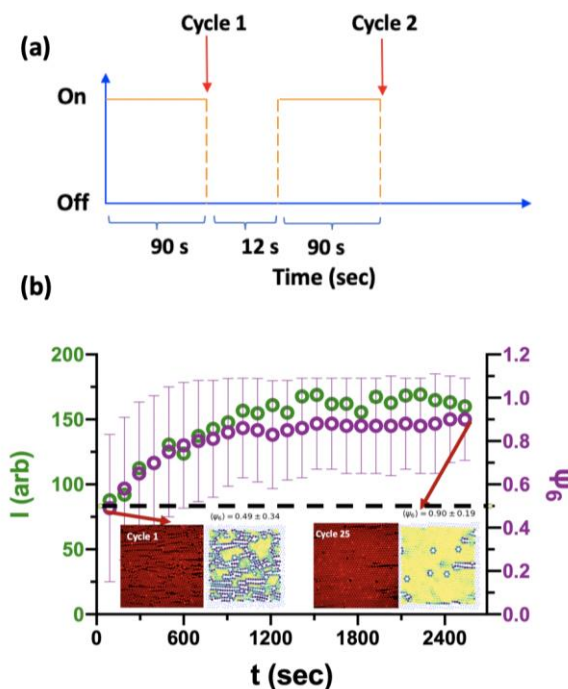 (a)
Cycle 1
Cycle 2
On
Off
90 s
12 s
90 s
Time (sec)
(b)
200
150
100
50
0
I (arb)
1.2
1.0
0.8
0.6
0.4
0.2
0.0
Ψ6
⟨ψ₆⟩ = 0.49 ± 0.34
⟨ψ₆⟩ = 0.90 ± 0.19
Cycle 1
Cycle 25
0
600
1200
1800
2400
t (sec)